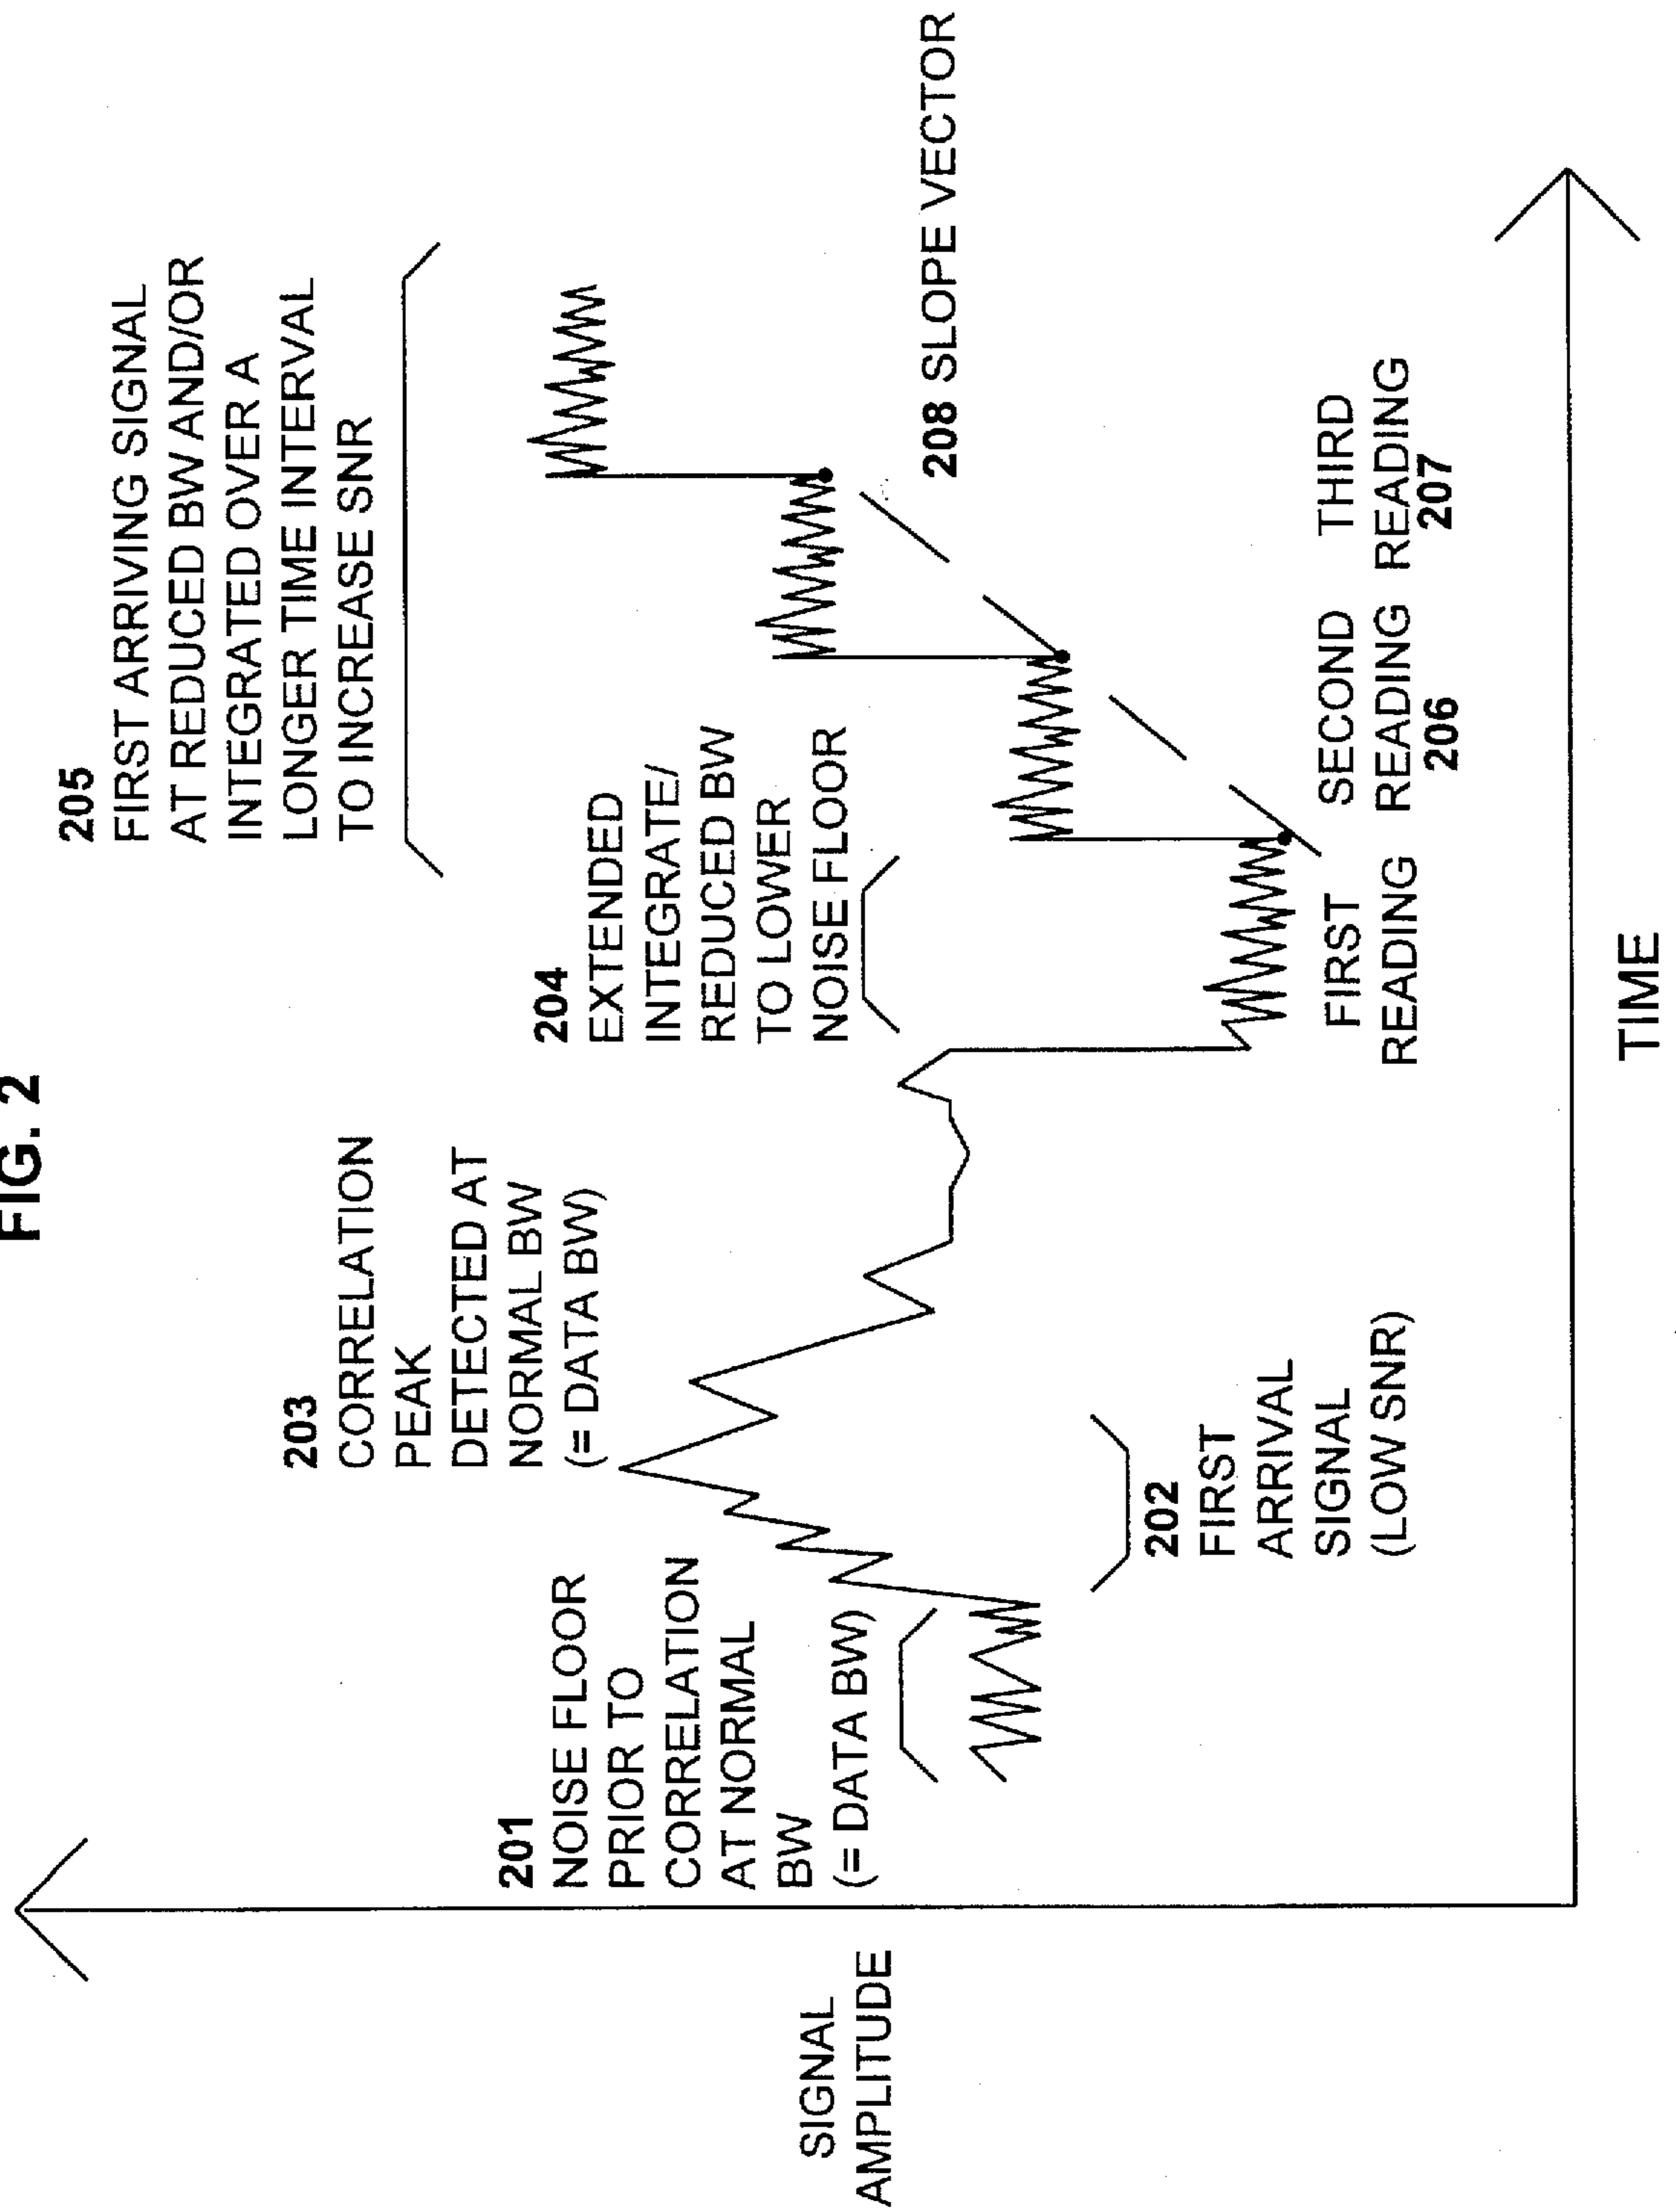 FIG. 2
205
FIRST ARRIVING SIGNAL
AT REDUCED BW AND/OR
INTEGRATED OVER A
LONGER TIME INTERVAL
TO INCREASE SNR
203
CORRELATION
PEAK
DETECTED AT
NORMAL BW
(= DATA BW)
201
NOISE FLOOR
PRIOR TO
CORRELATION
AT NORMAL
BW
(= DATA BW)
204
EXTENDED
INTEGRATE/
REDUCED BW
TO LOWER
NOISE FLOOR
208 SLOPE VECTOR
SIGNAL
AMPLITUDE
202
FIRST
ARRIVAL
SIGNAL
(LOW SNR)
FIRST
READING
SECOND
READING
206
THIRD
READING
207
TIME